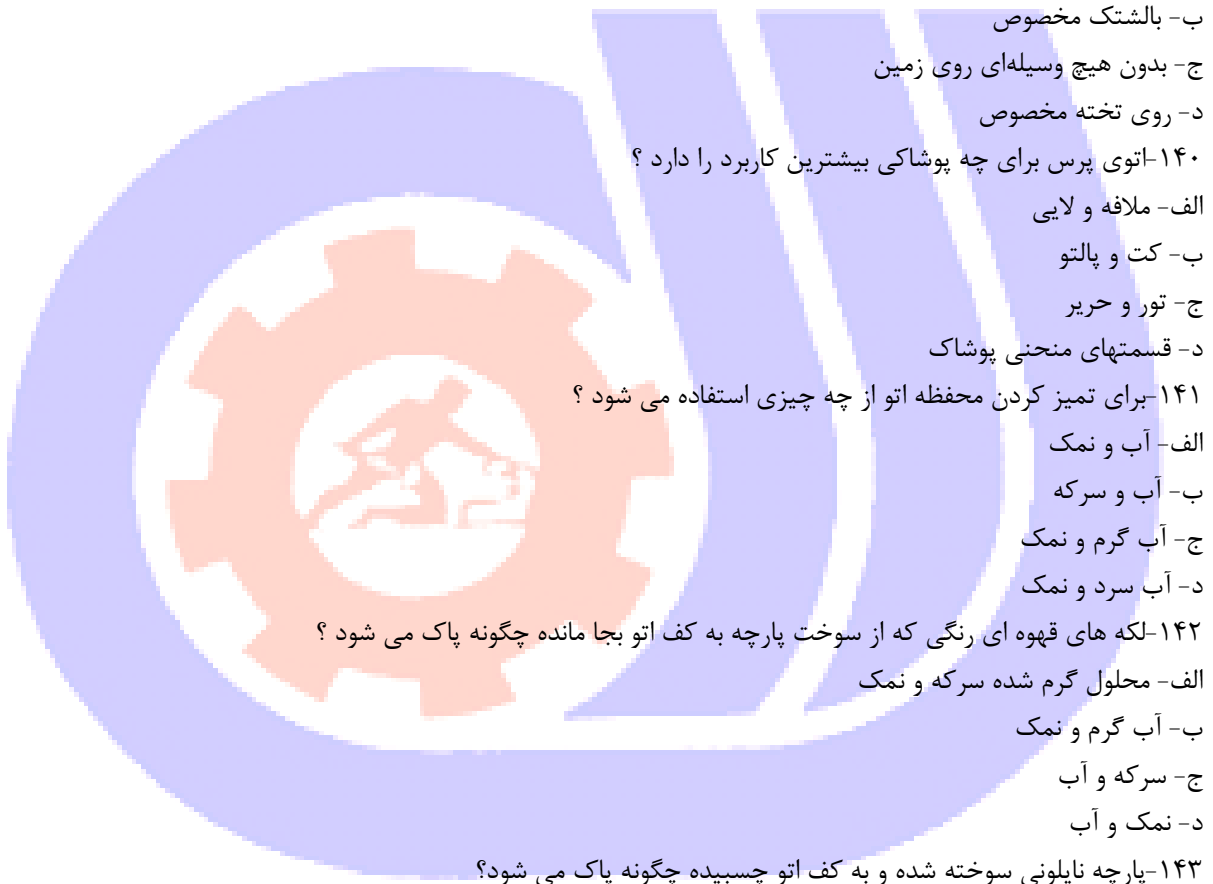 ب- بالشتک مخصوص
ج- بدون هیچ وسیله‌ای روی زمین
د- روی تخته مخصوص
۱۴۰-اتوی پرس برای چه پوشاکی بیشترین کاربرد را دارد ؟
الف- ملافه و لایی
ب- کت و پالتو
ج- تور و حریر
د- قسمتهای منحنی پوشاک
۱۴۱-برای تمیز کردن محفظه اتو از چه چیزی استفاده می شود ؟
الف- آب و نمک
ب- آب و سرکه
ج- آب گرم و نمک
د- آب سرد و نمک
۱۴۲-لکه های قهوه ای رنگی که از سوخت پارچه به کف اتو بجا مانده چگونه پاک می شود ؟
الف- محلول گرم شده سرکه و نمک
ب- آب گرم و نمک
ج- سرکه و آب
د- نمک و آب
۱۴۳-پارچه نایلونی سوخته شده و به کف اتو چسبیده چگونه پاک می شود؟